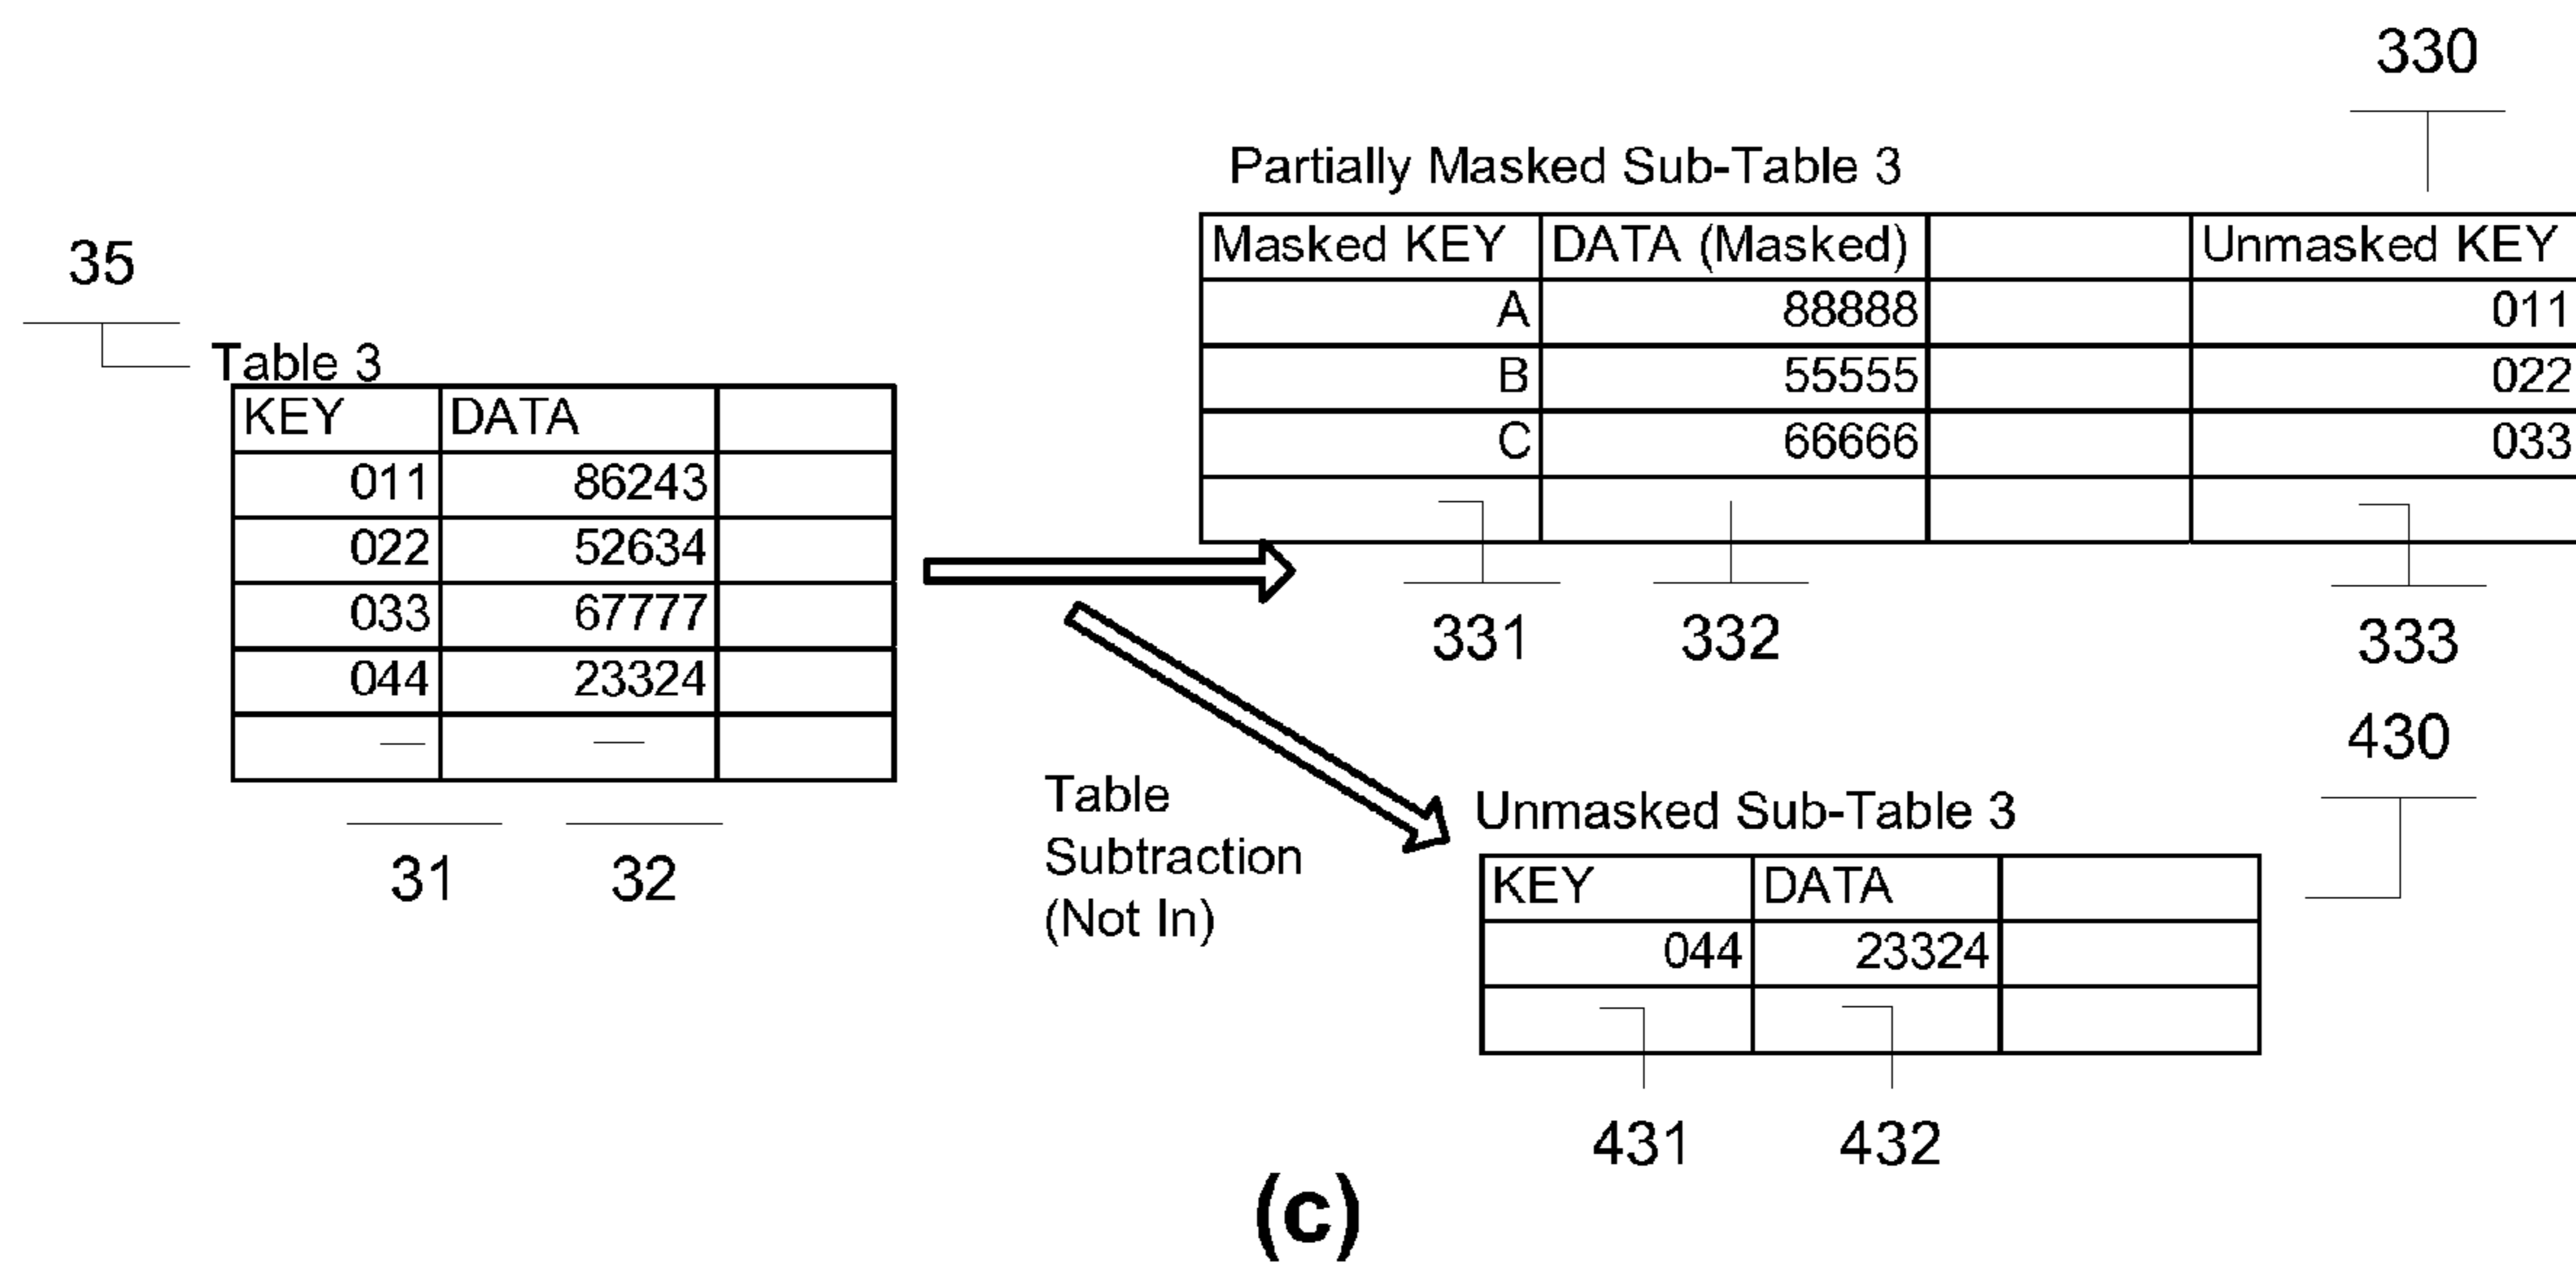 330
Partially Masked Sub-Table 3
Masked KEY DATA (Masked) Unmasked KEY
A 88888 011
B 55555 022
C 66666 033
331 332 333
35
Table 3
KEY DATA
011 86243
022 52634
033 67777
044 23324
31 32
Table
Subtraction
(Not In)
430
Unmasked Sub-Table 3
KEY DATA
044 23324
431 432
(c)